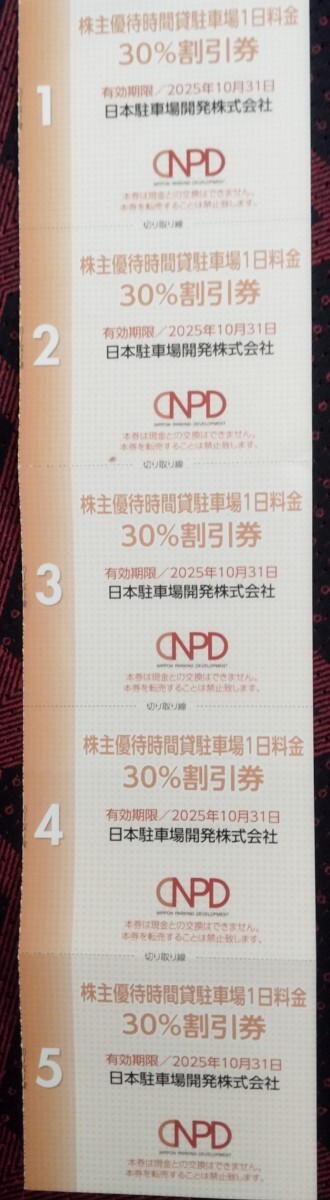 株主優待時間貸駐車場1日料金
30%割引券
1
有効期限／2025年10月31日
日本駐車場開発株式会社
NPD
NIPPON PARKING DEVELOPMENT
本券は現金との交換はできません。
本券を転売することは禁止致します。
切り取り線
株主優待時間貸駐車場1日料金
30%割引券
2
有効期限／2025年10月31日
日本駐車場開発株式会社
NPD
NIPPON PARKING DEVELOPMENT
本券は現金との交換はできません。
本券を転売することは禁止致します。
切り取り線
株主優待時間貸駐車場1日料金
30%割引券
3
有効期限／2025年10月31日
日本駐車場開発株式会社
NPD
NIPPON PARKING DEVELOPMENT
本券は現金との交換はできません。
本券を転売することは禁止致します。
切り取り線
株主優待時間貸駐車場1日料金
30%割引券
4
有効期限／2025年10月31日
日本駐車場開発株式会社
NPD
NIPPON PARKING DEVELOPMENT
本券は現金との交換はできません。
本券を転売することは禁止致します。
切り取り線
株主優待時間貸駐車場1日料金
30%割引券
5
有効期限／2025年10月31日
日本駐車場開発株式会社
NPD
NIPPON PARKING DEVELOPMENT
本券は現金との交換はできません。
本券を転売することは禁止致します。